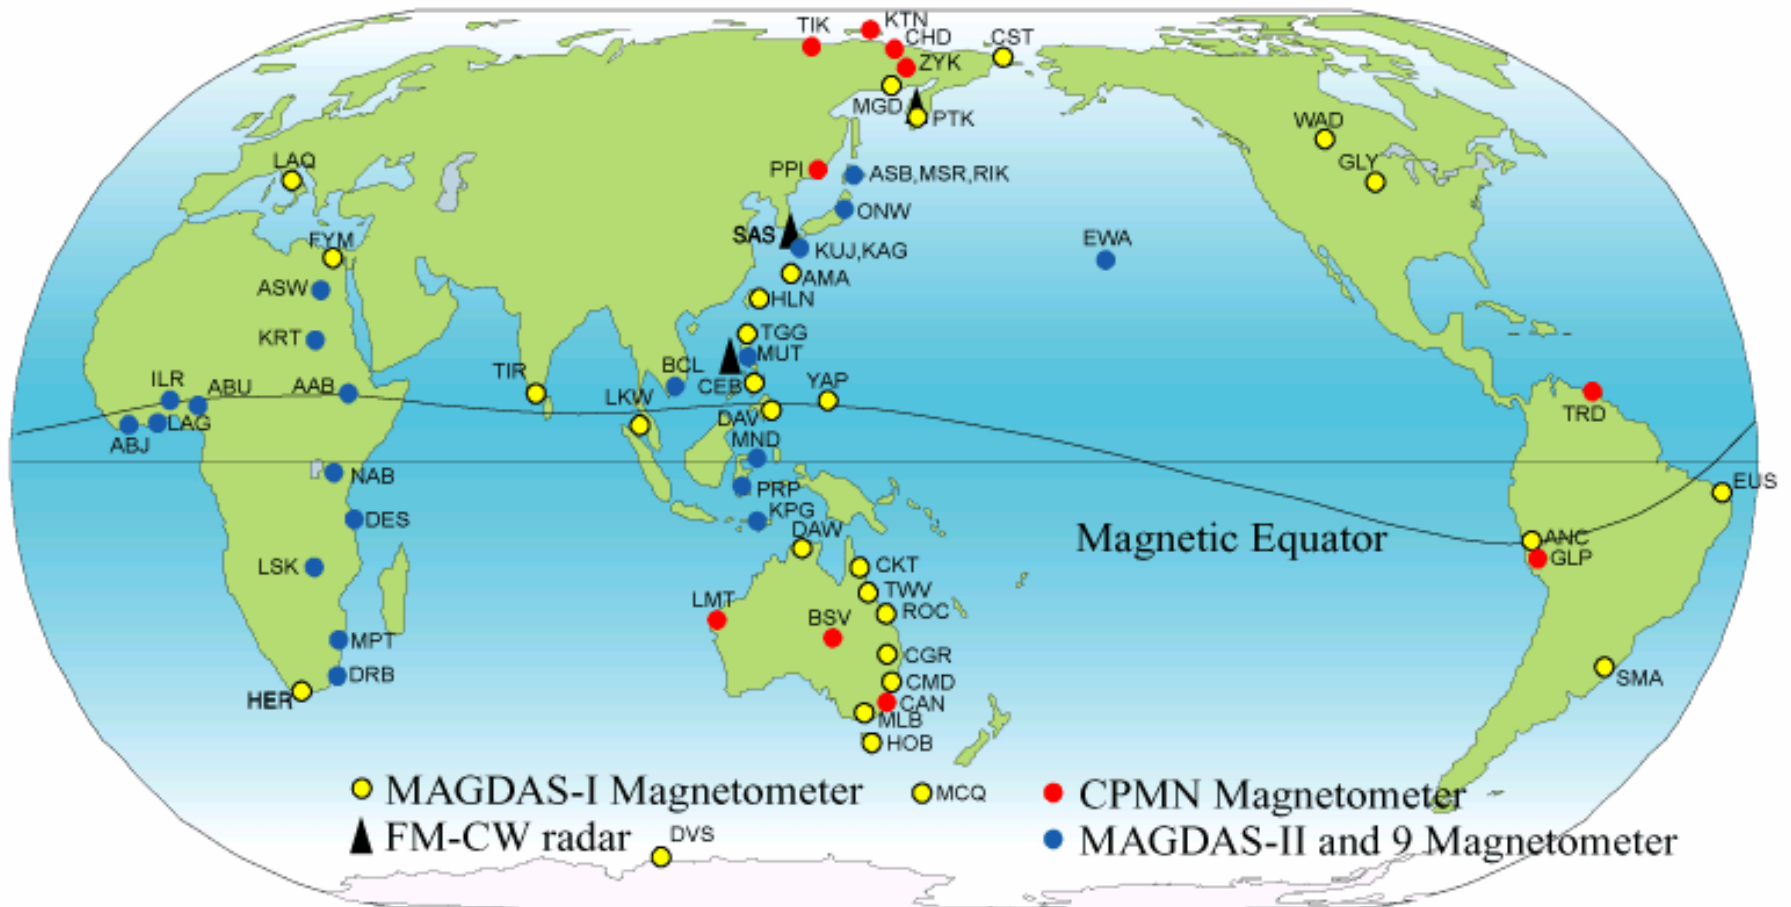 TIK
KTN
CHD
CST
ZYK
MGD
PTK
WAD
GLY
LAQ
PPI
ASB,MSR,RIK
ONW
SAS
KUJ,KAG
EWA
FYM
AMA
ASW
HLN
KRT
TGG
MUT
TIR
BCL
CEB
YAP
ILR
ABU
AAB
LKW
DAV
TRD
ABJ
LAG
MND
NAB
PRP
EUS
DES
KPG
DAW
Magnetic Equator
ANC
GLP
LSK
CKT
TWV
LMT
BSV
ROC
MPT
CGR
DRB
CMD
SMA
HER
CAN
MLB
HOB
MAGDAS-I Magnetometer
MCQ
CPMN Magnetometer
FM-CW radar
DVS
MAGDAS-II and 9 Magnetometer